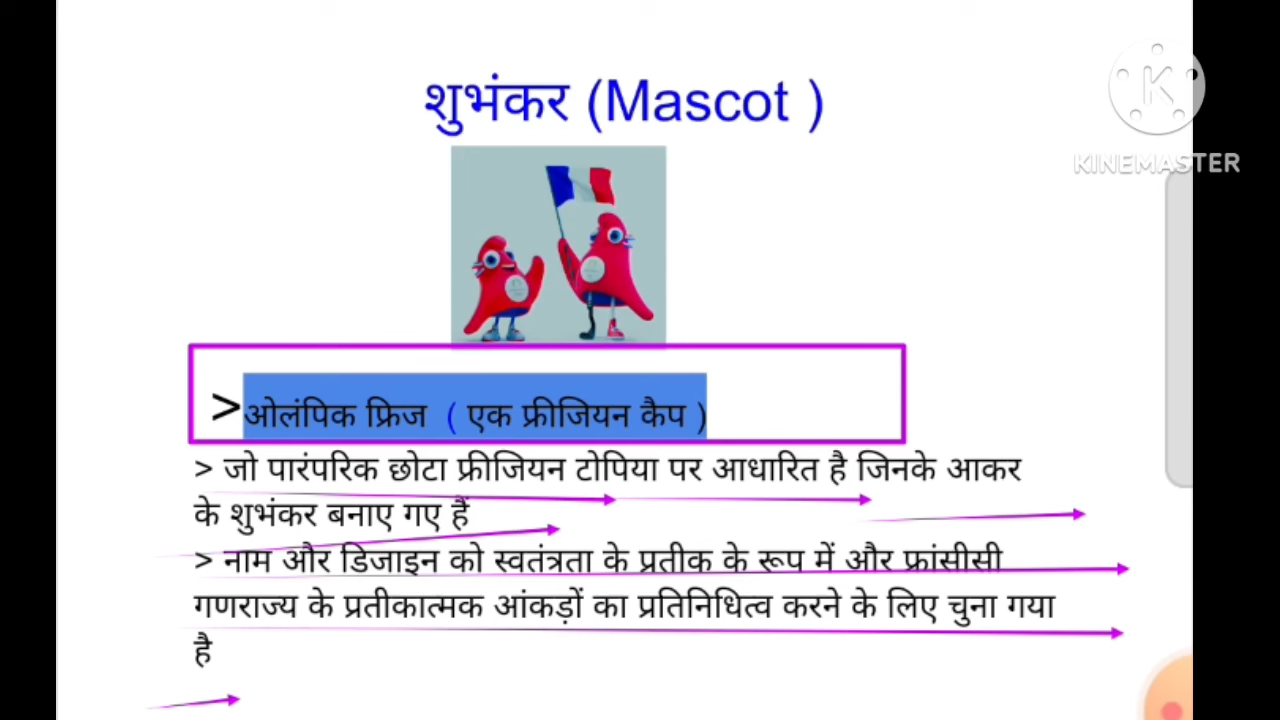 शुभंकर (Mascot )
KINEMASTER
>ओलंपिक फ्रिज ( एक फ्रीजियन कैप )
> जो पारंपरिक छोटा फ्रीजियन टोपिया पर आधारित है जिनके आकर
के शुभंकर बनाए गए हैं
> नाम और डिजाइन को स्वतंत्रता के प्रतीक के रूप में और फ्रांसीसी
गणराज्य के प्रतीकात्मक आंकड़ों का प्रतिनिधित्व करने के लिए चुना गया
है